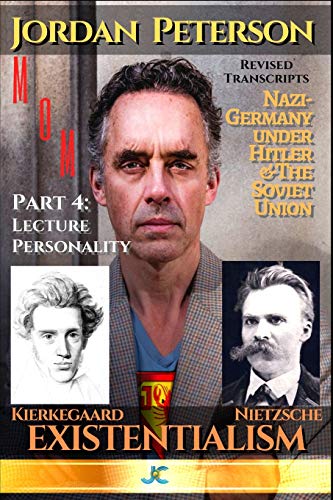 JORDAN PETERSON
REVISED
TRANSCRIPTS
MOM
NAZI-
GERMANY
UNDER
HITLER
& THE
SOVIET
UNION
PART 4:
LECTURE
PERSONALITY
KIERKEGAARD
NIETZSCHE
EXISTENTIALISM
JC